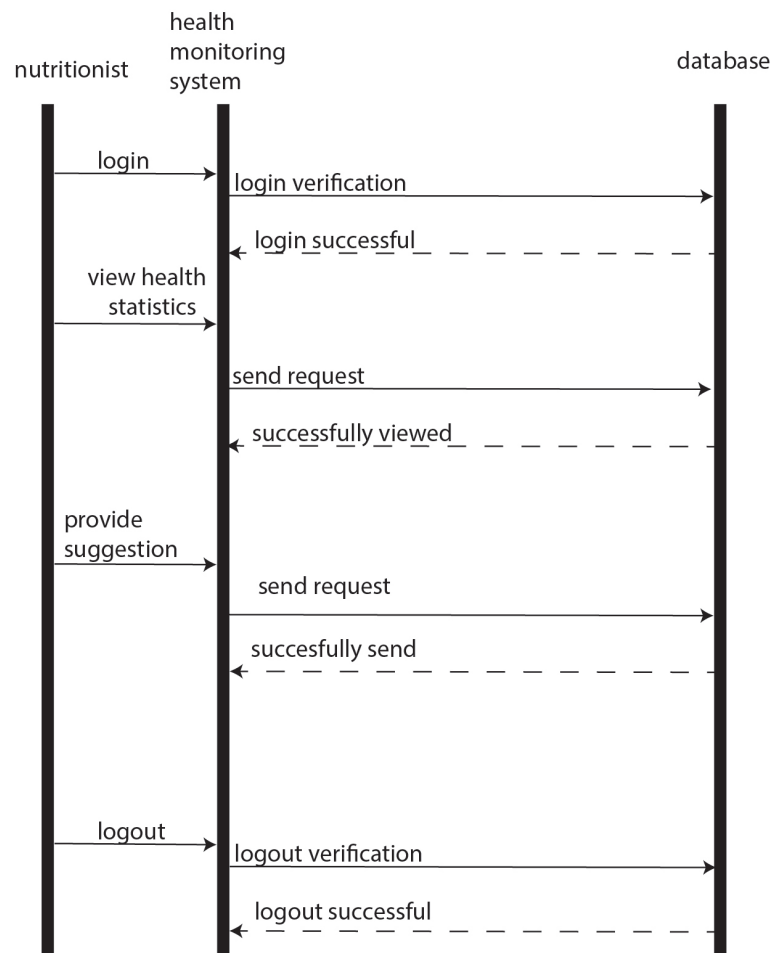 health
monitoring
system
nutritionist
database
login
login verification
login successful
view health
statistics
send request
successfully viewed
provide
suggestion
send request
succesfully send
logout
logout verification
logout successful